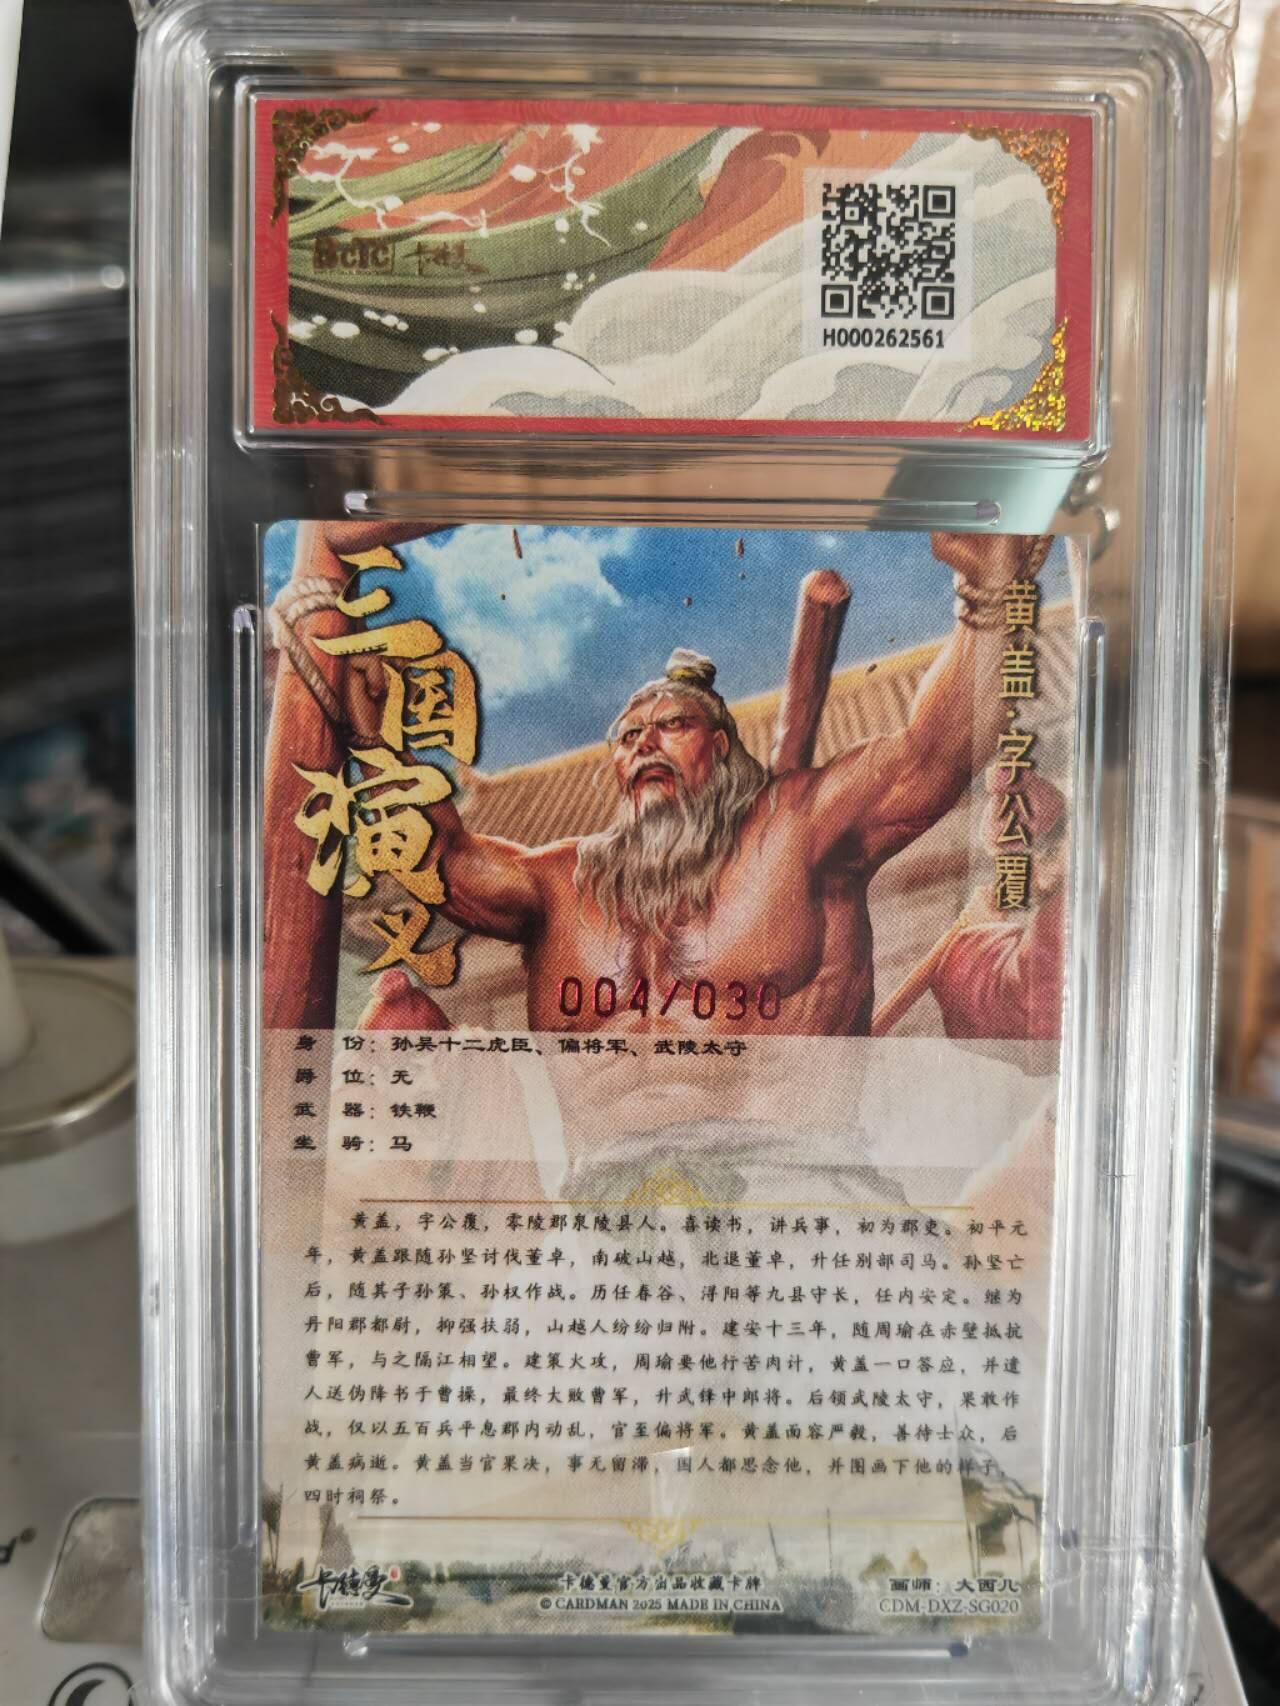 BCTC 卡德曼
H000262561
三国演义
黄盖·字公覆
004/030
身 份：孙吴十二虎臣、偏将军、武陵太守
爵 位：无
武 器：铁鞭
坐 骑：马
黄盖，字公覆，零陵郡泉陵县人。喜读书，讲兵事，初为郡吏。初平元
年，黄盖跟随孙坚讨伐董卓，南破山越，北退董卓，升任别部司马。孙坚亡
后，随其子孙策、孙权作战。历任春谷、浔阳等九县守长，任内安定。继为
丹阳郡都尉，抑强扶弱，山越人纷纷归附。建安十三年，随周瑜在赤壁抵抗
曹军，与之隔江相望。建策火攻，周瑜要他行苦肉计，黄盖一口答应，并遣
人送伪降书于曹操，最终大败曹军，升武锋中郎将。后领武陵太守，果敢作
战，仅以五百兵平息郡内动乱，官至偏将军。黄盖面容严毅，善待士众，后
黄盖病逝。黄盖当官果决，事无留滞，国人都思念他，并图画下他的样子，
四时祠祭。
卡德曼
卡德曼官方出品收藏卡牌
© CARDMAN 2025 MADE IN CHINA
画师：大西几
CDM-DXZ-SG020